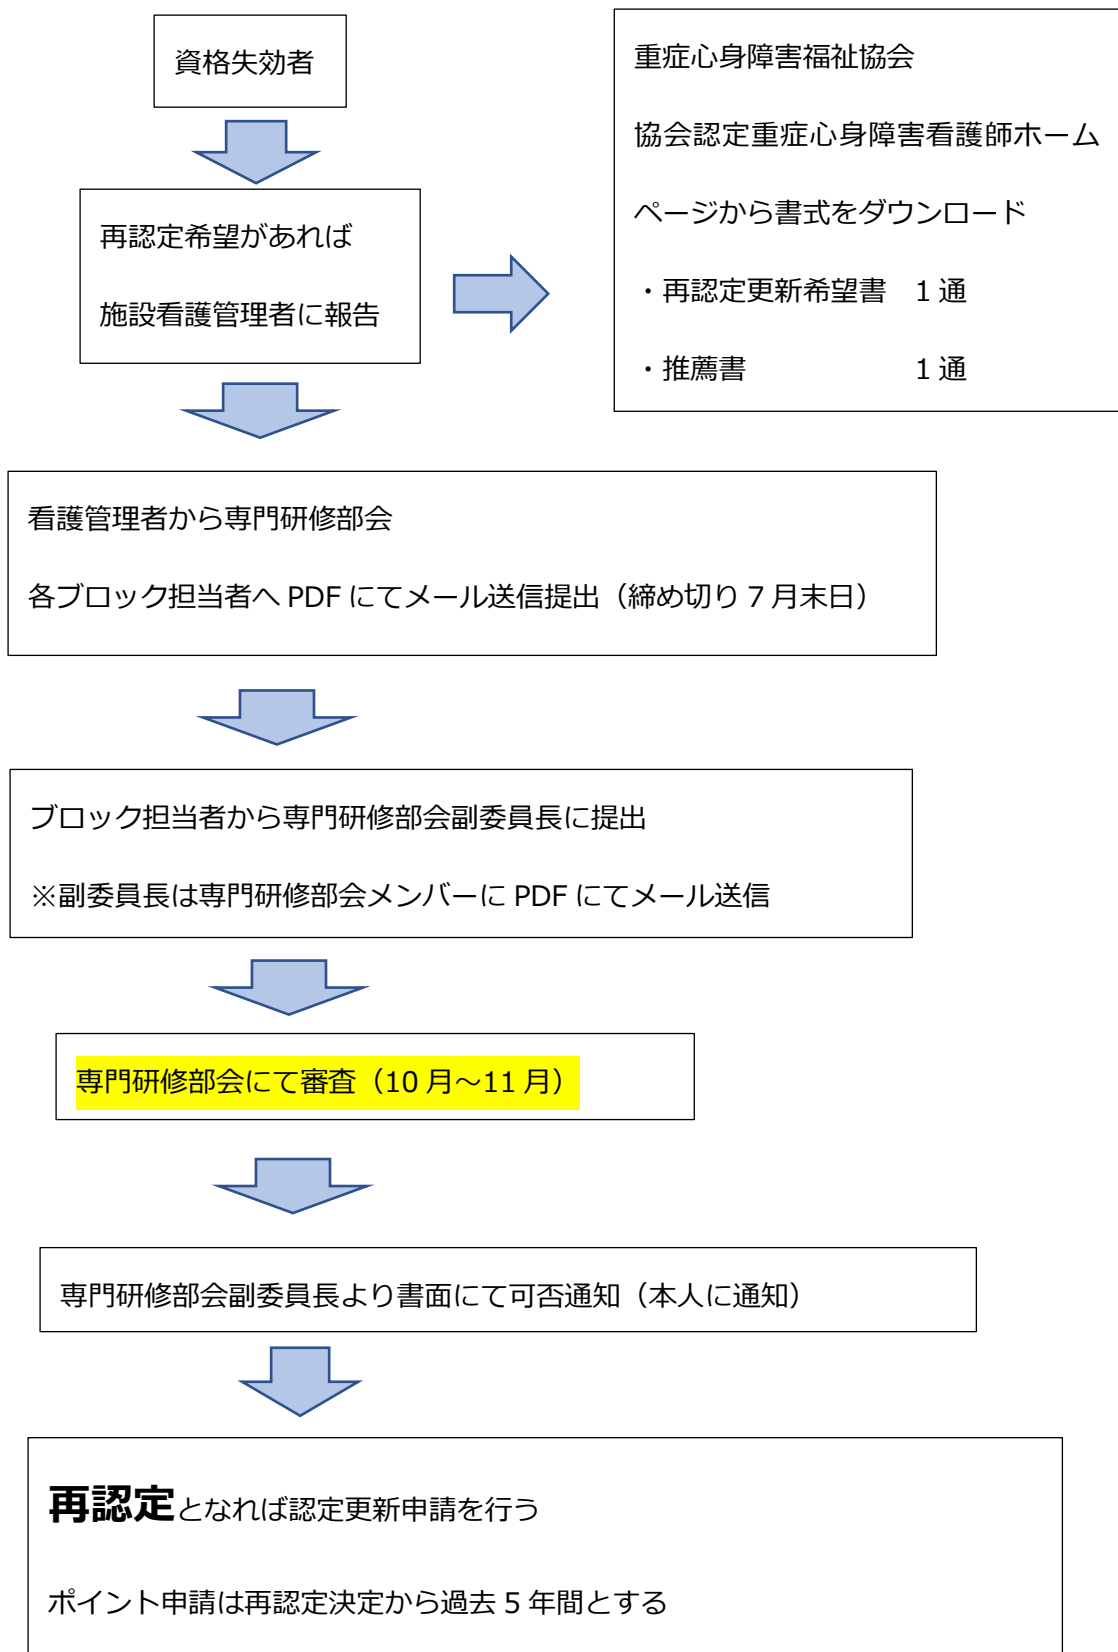 資格失効者
再認定希望があれば
施設看護管理者に報告
重症心身障害福祉協会
協会認定重症心身障害看護師ホーム
ページから書式をダウンロード
・再認定更新希望書　1 通
・推薦書　　　　　　1 通
看護管理者から専門研修部会
各ブロック担当者へ PDF にてメール送信提出（締め切り 7 月末日）
ブロック担当者から専門研修部会副委員長に提出
※副委員長は専門研修部会メンバーに PDF にてメール送信
専門研修部会にて審査（10 月～11 月）
専門研修部会副委員長より書面にて可否通知（本人に通知）
再認定となれば認定更新申請を行う
ポイント申請は再認定決定から過去 5 年間とする